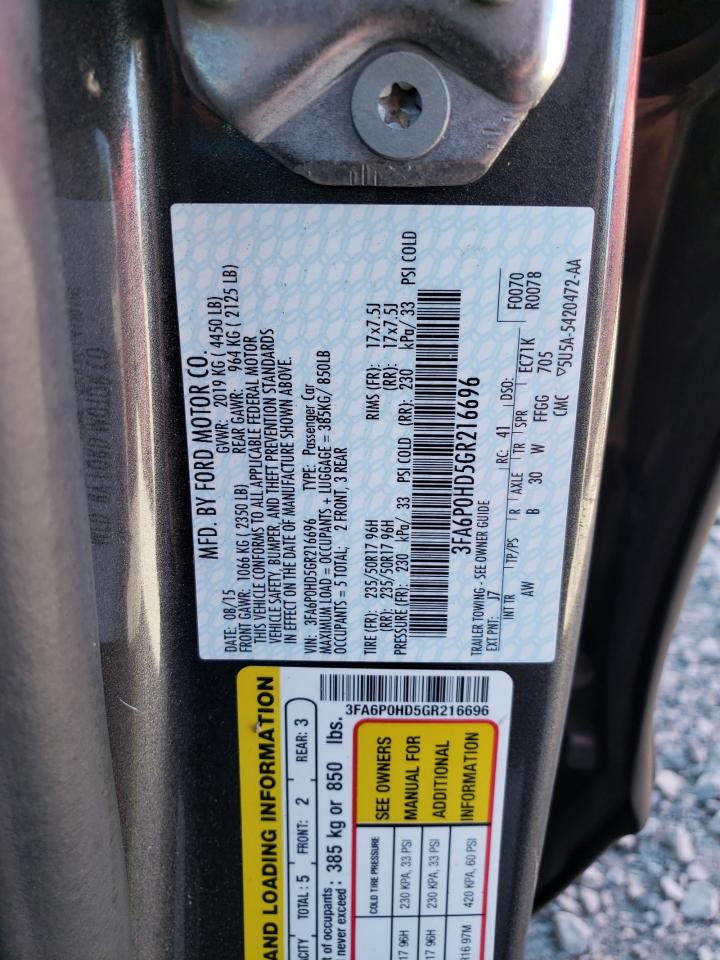 MFD. BY FORD MOTOR CO.
DATE: 08/15 GVWR: 2019 KG ( 4450 LB)
FRONT GAWR: 1066 KG ( 2350 LB) REAR GAWR: 964 KG ( 2125 LB)
THIS VEHICLE CONFORMS TO ALL APPLICABLE FEDERAL MOTOR
VEHICLE SAFETY, BUMPER, AND THEFT PREVENTION STANDARDS
IN EFFECT ON THE DATE OF MANUFACTURE SHOWN ABOVE.
VIN: 3FA6P0HD5GR216696 TYPE: Passenger Car
MAXIMUM LOAD = OCCUPANTS + LUGGAGE = 385KG/ 850LB
OCCUPANTS = 5 TOTAL; 2 FRONT, 3 REAR
TIRE (FR): 235/50R17 96H RIMS (FR): 17x7.5J
(RR): 235/50R17 96H (RR): 17x7.5J
PRESSURE (FR): 230 kPa/ 33 PSI COLD (RR): 230 kPa/ 33 PSI COLD
3FA6P0HD5GR216696
TRAILER TOWING - SEE OWNER GUIDE
EXT PNT: J7 RC: 41 DSO: F0070
INT TR TP/PS R AXLE TR SPR EC71K R0078
AW B 30 W FFGG 705
CMC ▽5U5A-5420472-AA
AND LOADING INFORMATION
ACITY TOTAL : 5 FRONT: 2 REAR: 3
t of occupants
d never exceed : 385 kg or 850 lbs.
3FA6P0HD5GR216696
COLD TIRE PRESSURE
17 96H 230 KPA, 33 PSI
17 96H 230 KPA, 33 PSI
R16 97M 420 KPA, 60 PSI
SEE OWNERS
MANUAL FOR
ADDITIONAL
INFORMATION